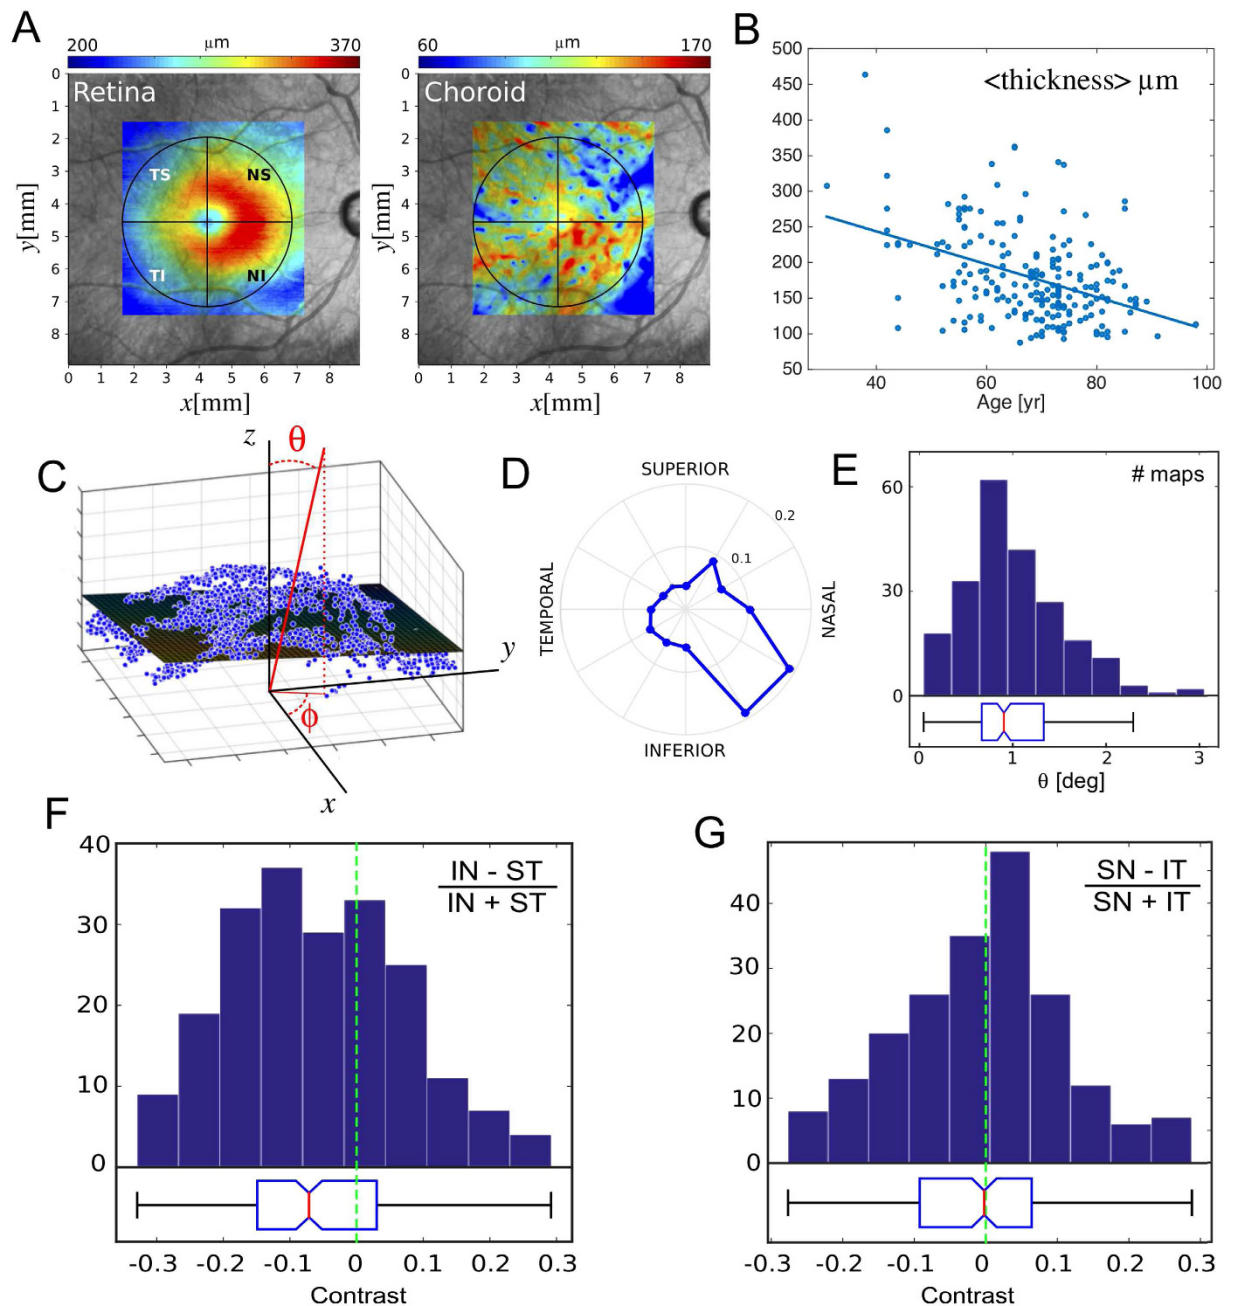 A
200 μm 370
60 μm 170
Retina
Choroid
TS NS
TI NI
0
1
2
3
4
5
6
7
8
y[mm]
0 1 2 3 4 5 6 7 8
x[mm]
0
1
2
3
4
5
6
7
8
y[mm]
0 1 2 3 4 5 6 7 8
x[mm]
B
<thickness> μm
500
450
400
350
300
250
200
150
100
50
40 60 80 100
Age [yr]
C
z
θ
y
ϕ
x
D
SUPERIOR
0.2
0.1
TEMPORAL
NASAL
INFERIOR
E
# maps
60
30
0
0 1 2 3
θ [deg]
F
IN - ST
IN + ST
40
30
20
10
0
-0.3 -0.2 -0.1 0 0.1 0.2 0.3
Contrast
G
SN - IT
SN + IT
40
30
20
10
0
-0.3 -0.2 -0.1 0 0.1 0.2 0.3
Contrast